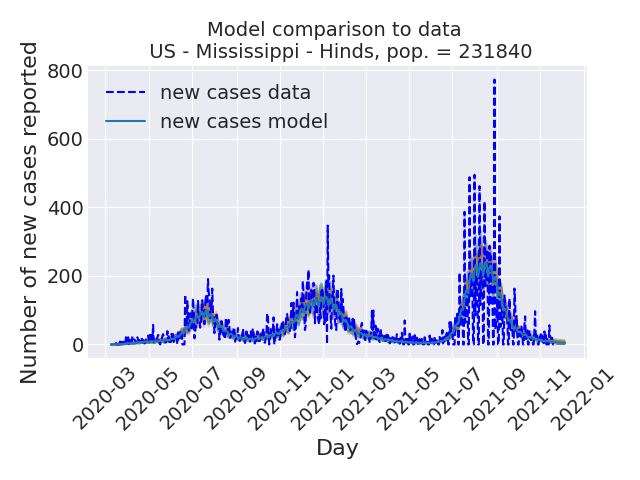 Model comparison to data
US - Mississippi - Hinds, pop. = 231840
Number of new cases reported
800
600
400
200
0
new cases data
new cases model
2020-03
2020-05
2020-07
2020-09
2020-11
2021-01
2021-03
2021-05
2021-07
2021-09
2021-11
2022-01
Day